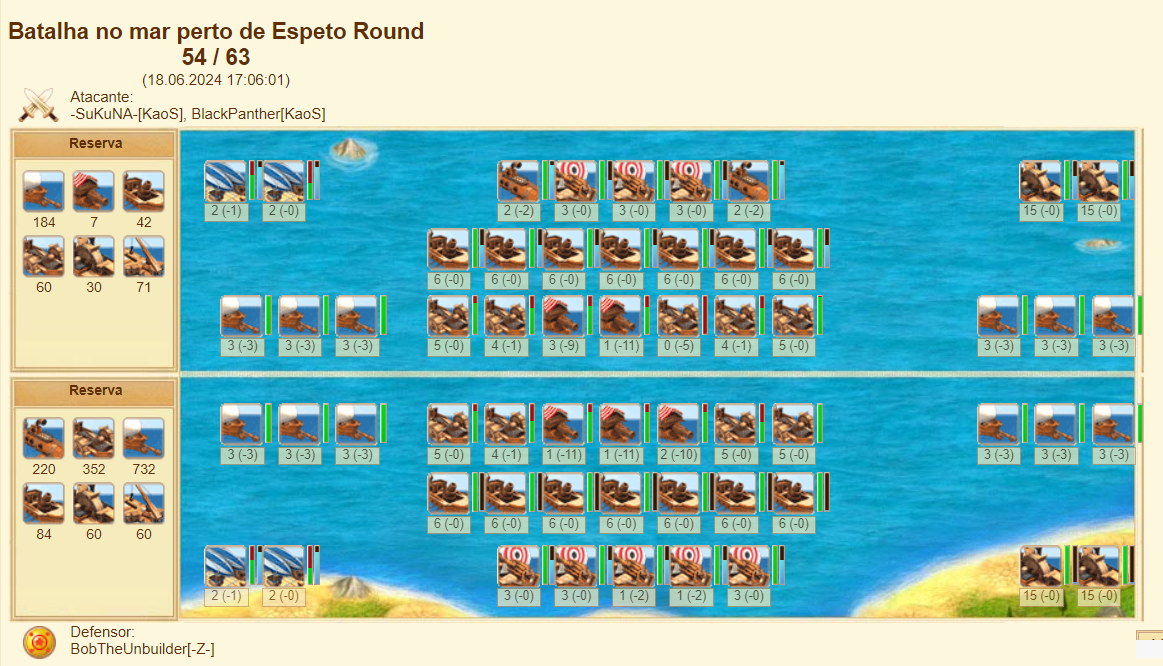 Batalha no mar perto de Espeto Round
54 / 63
(18.06.2024 17:06:01)
Atacante:
-SuKuNA-[KaoS], BlackPanther[KaoS]
Reserva
184 7 42
60 30 71
2 (-1) 2 (-0) 2 (-2) 3 (-0) 3 (-0) 3 (-0) 2 (-2) 15 (-0) 15 (-0)
6 (-0) 6 (-0) 6 (-0) 6 (-0) 6 (-0) 6 (-0) 6 (-0)
3 (-3) 3 (-3) 3 (-3) 5 (-0) 4 (-1) 3 (-9) 1 (-11) 0 (-5) 4 (-1) 5 (-0) 3 (-3) 3 (-3) 3 (-3)
Reserva
220 352 732
84 60 60
3 (-3) 3 (-3) 3 (-3) 5 (-0) 4 (-1) 1 (-11) 1 (-11) 2 (-10) 5 (-0) 5 (-0) 3 (-3) 3 (-3) 3 (-3)
6 (-0) 6 (-0) 6 (-0) 6 (-0) 6 (-0) 6 (-0) 6 (-0)
2 (-1) 2 (-0) 3 (-0) 3 (-0) 1 (-2) 1 (-2) 3 (-0) 15 (-0) 15 (-0)
Defensor:
BobTheUnbuilder[-Z-]